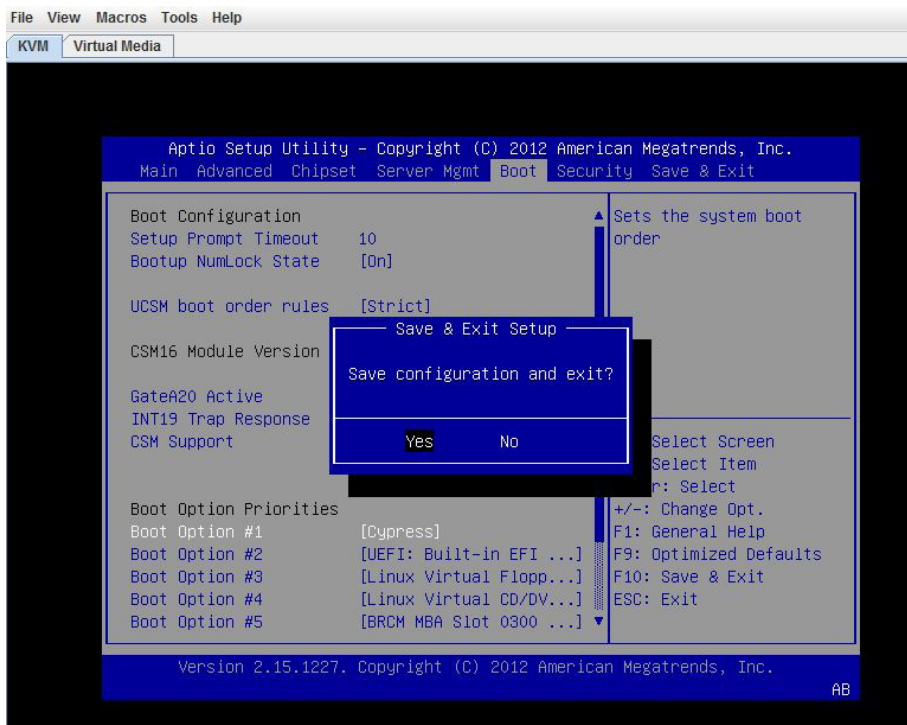 File View Macros Tools Help
KVM Virtual Media
Aptio Setup Utility – Copyright (C) 2012 American Megatrends, Inc.
Main Advanced Chipset Server Mgmt Boot Security Save & Exit
Boot Configuration
Setup Prompt Timeout 10
Bootup NumLock State [On]
UCSM boot order rules [Strict]
CSM16 Module Version
GateA20 Active
INT19 Trap Response
CSM Support
Boot Option Priorities
Boot Option #1 [Cypress]
Boot Option #2 [UEFI: Built-in EFI ...]
Boot Option #3 [Linux Virtual Flopp...]
Boot Option #4 [Linux Virtual CD/DV...]
Boot Option #5 [BRCM MBA Slot 0300 ...]
Save & Exit Setup
Save configuration and exit?
Yes No
Sets the system boot
order
Select Screen
Select Item
r: Select
+/-: Change Opt.
F1: General Help
F9: Optimized Defaults
F10: Save & Exit
ESC: Exit
Version 2.15.1227. Copyright (C) 2012 American Megatrends, Inc.
AB